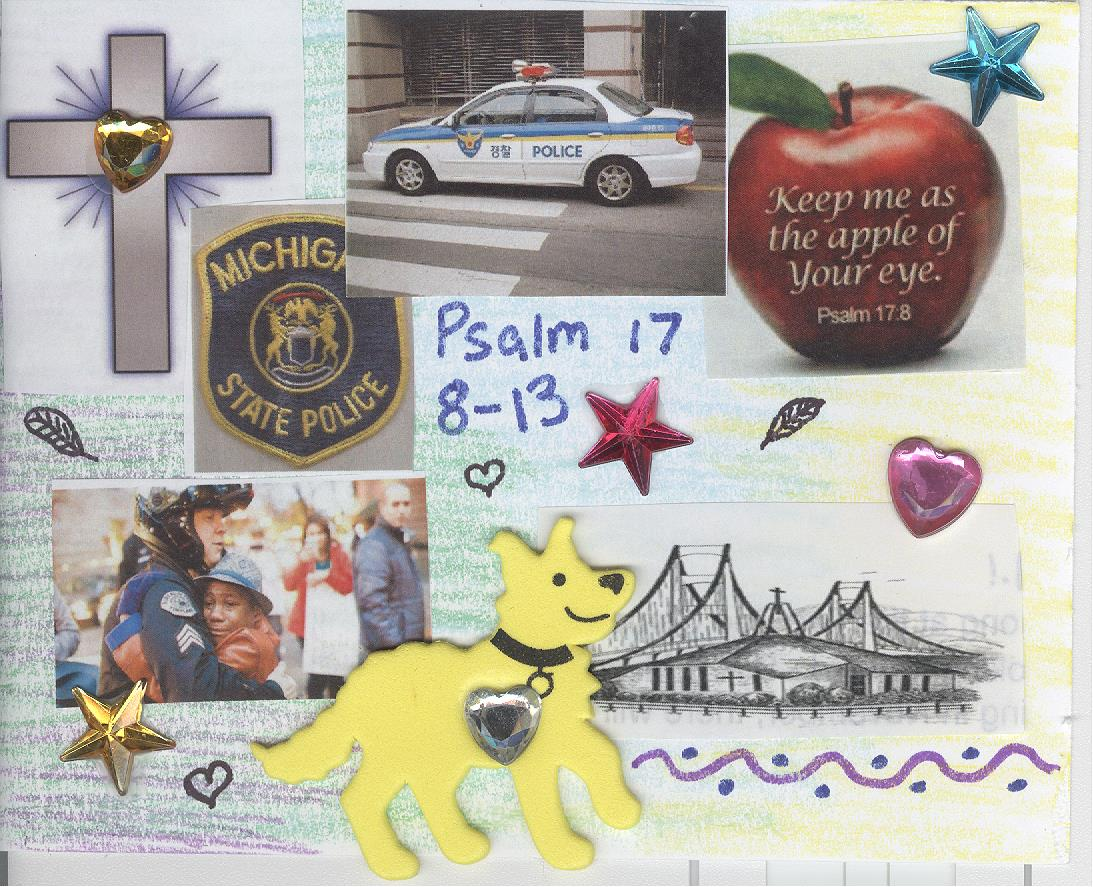 경찰 POLICE
MICHIGA
STATE POLICE
Keep me as
the apple of
Your eye.
Psalm 17:8
Psalm 17
8-13